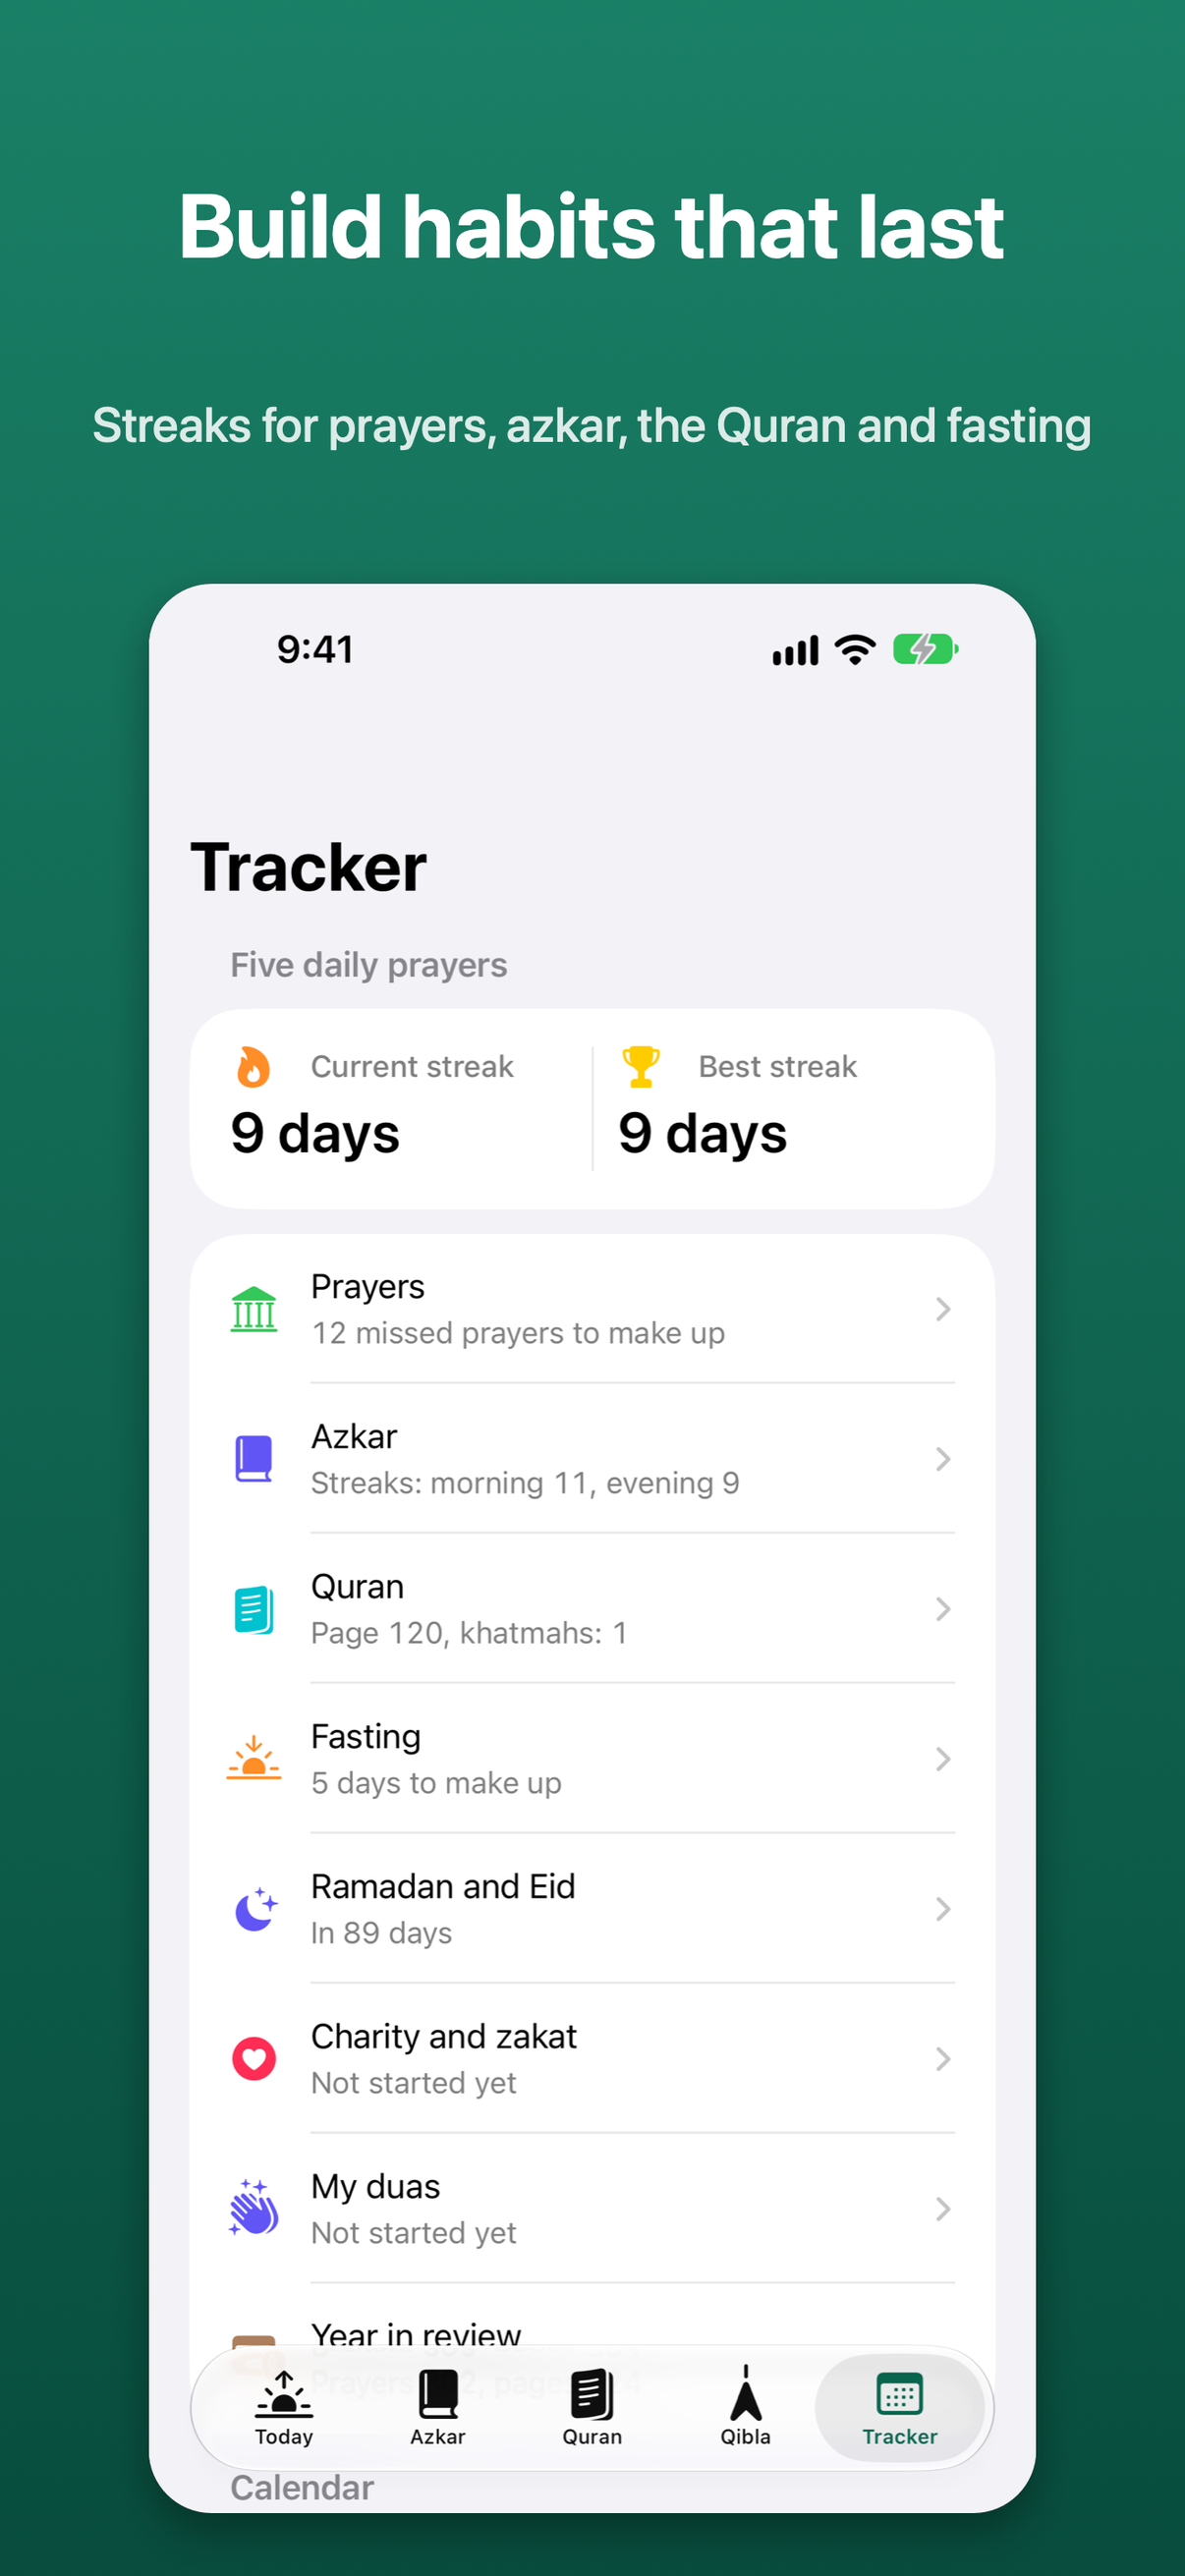 Build habits that last
Streaks for prayers, azkar, the Quran and fasting
9:41
Tracker
Five daily prayers
Current streak
9 days
Best streak
9 days
Prayers
12 missed prayers to make up
Azkar
Streaks: morning 11, evening 9
Quran
Page 120, khatmahs: 1
Fasting
5 days to make up
Ramadan and Eid
In 89 days
Charity and zakat
Not started yet
My duas
Not started yet
Year in review
Prayers
Today
Azkar
Quran
Qibla
Tracker
Calendar